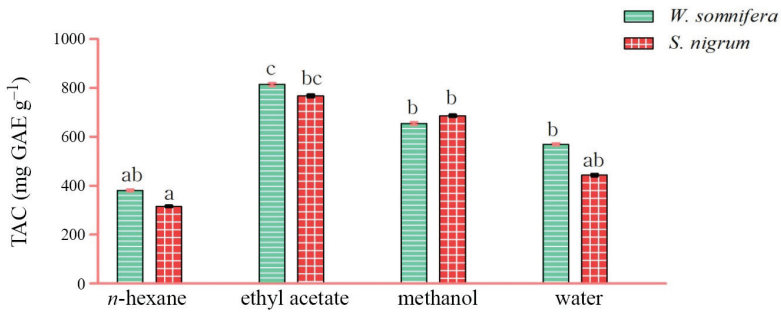 W. somnifera
S. nigrum
1000
800
600
400
200
0
TAC (mg GAE g–1)
ab
a
c
bc
b
b
b
ab
n-hexane
ethyl acetate
methanol
water